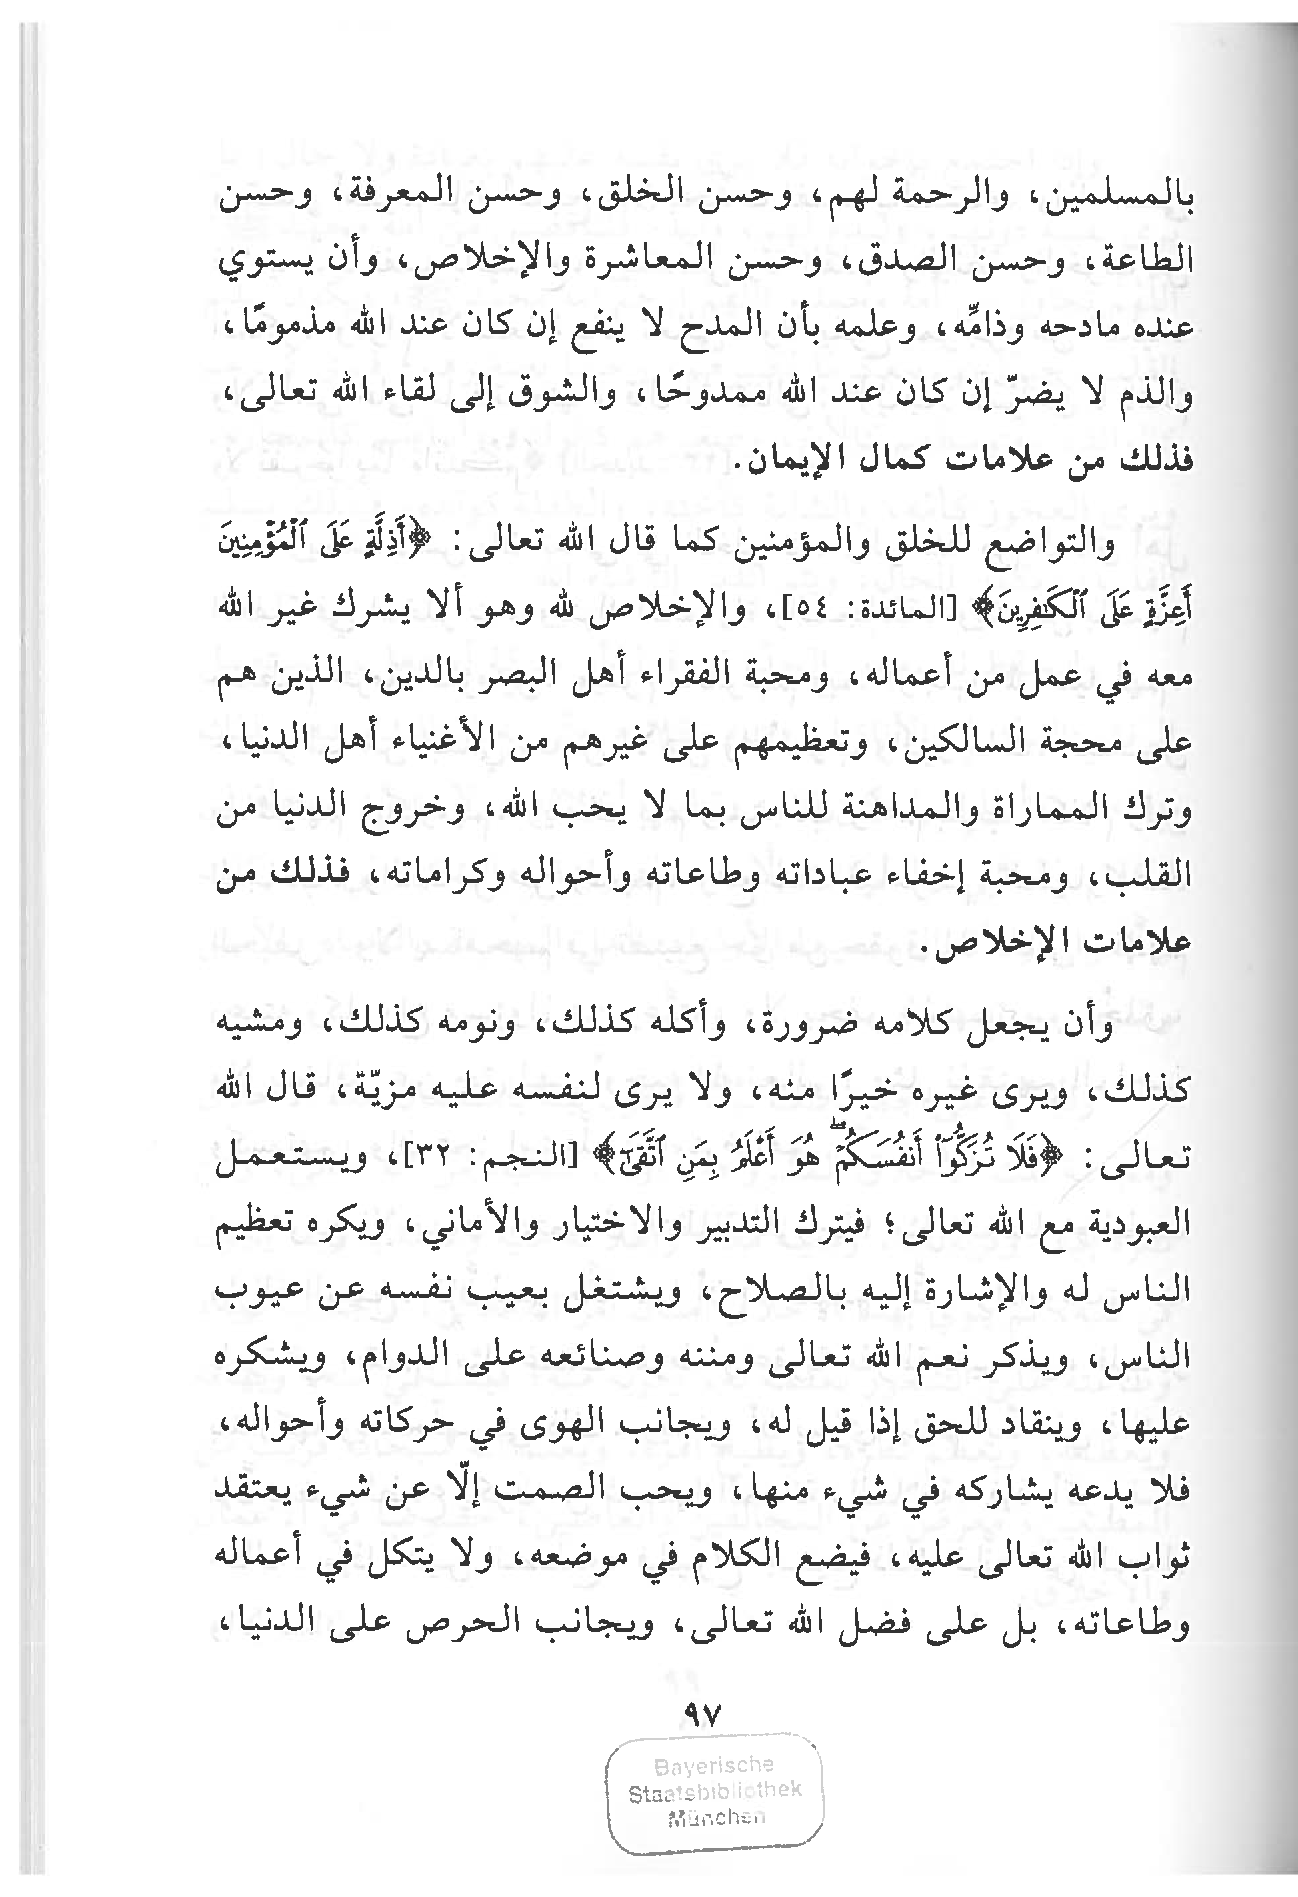 بالمسلمين، والرحمة لهم، وحسن الخلق، وحسن المعرفة، وحسن
الطاعة، وحسن الصدق، وحسن المعاشرة والإخلاص، وأن يستوي
عنده مادحه وذامِّه، وعلمه بأن المدح لا ينفع إن كان عند الله مذمومًا،
والذم لا يضرّ إن كان عند الله ممدوحًا، والشوق إلى لقاء الله تعالى،
فذلك من علامات كمال الإيمان.
والتواضع للخلق والمؤمنين كما قال الله تعالى: ﴿أَذِلَّةٍ عَلَى ٱلْمُؤْمِنِينَ
أَعِزَّةٍ عَلَى ٱلْكَٰفِرِينَ﴾ [المائدة: ٥٤]، والإخلاص لله وهو ألا يشرك غير الله
معه في عمل من أعماله، ومحبة الفقراء أهل البصر بالدين، الذين هم
على محجة السالكين، وتعظيمهم على غيرهم من الأغنياء أهل الدنيا،
وترك المماراة والمداهنة للناس بما لا يحب الله، وخروج الدنيا من
القلب، ومحبة إخفاء عباداته وطاعاته وأحواله وكراماته، فذلك من
علامات الإخلاص.
وأن يجعل كلامه ضرورة، وأكله كذلك، ونومه كذلك، ومشيه
كذلك، ويرى غيره خيرًا منه، ولا يرى لنفسه عليه مزيّة، قال الله
تعالى: ﴿فَلَا تُزَكُّوٓا۟ أَنفُسَكُمْ ۖ هُوَ أَعْلَمُ بِمَنِ ٱتَّقَىٰٓ﴾ [النجم: ٣٢]، ويستعمل
العبودية مع الله تعالى؛ فيترك التدبير والاختيار والأماني، ويكره تعظيم
الناس له والإشارة إليه بالصلاح، ويشتغل بعيب نفسه عن عيوب
الناس، ويذكر نعم الله تعالى ومننه وصنائعه على الدوام، ويشكره
عليها، وينقاد للحق إذا قيل له، ويجانب الهوى في حركاته وأحواله،
فلا يدعه يشاركه في شيء منها، ويحب الصمت إلّا عن شيء يعتقد
ثواب الله تعالى عليه، فيضع الكلام في موضعه، ولا يتكل في أعماله
وطاعاته، بل على فضل الله تعالى، ويجانب الحرص على الدنيا،
٩٧
Bayerische
Staatsbibliothek
München